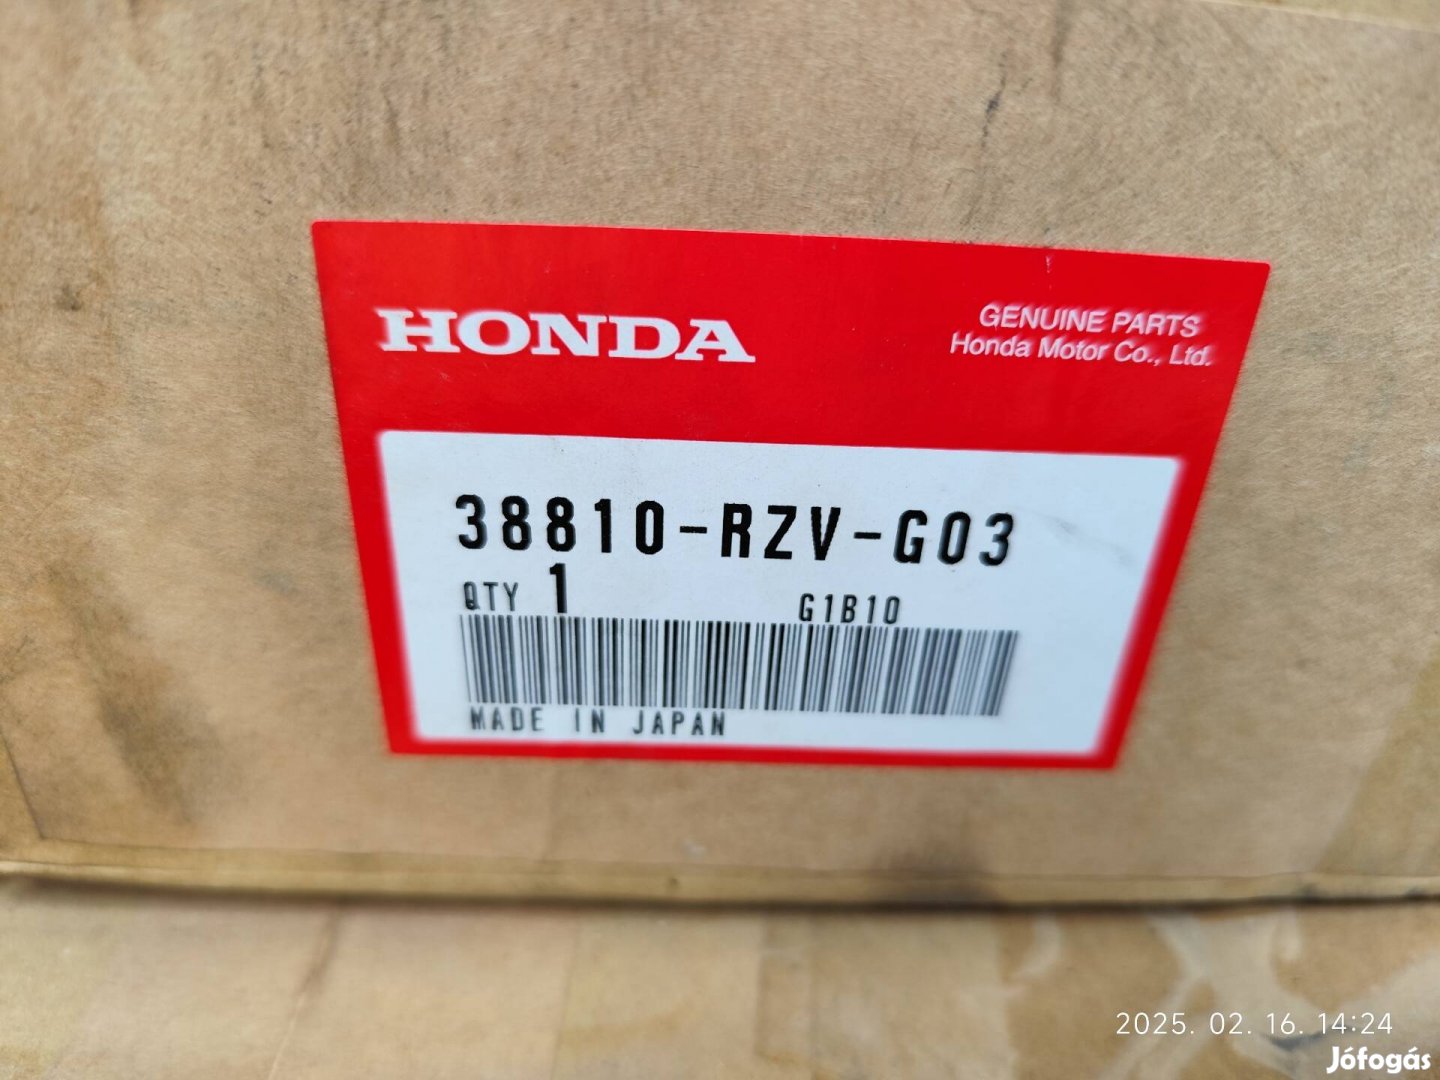 HONDA
GENUINE PARTS
Honda Motor Co., Ltd.
38810-RZV-G03
QTY 1 G1B10
MADE IN JAPAN
2025. 02. 16. 14:24
Jófogás